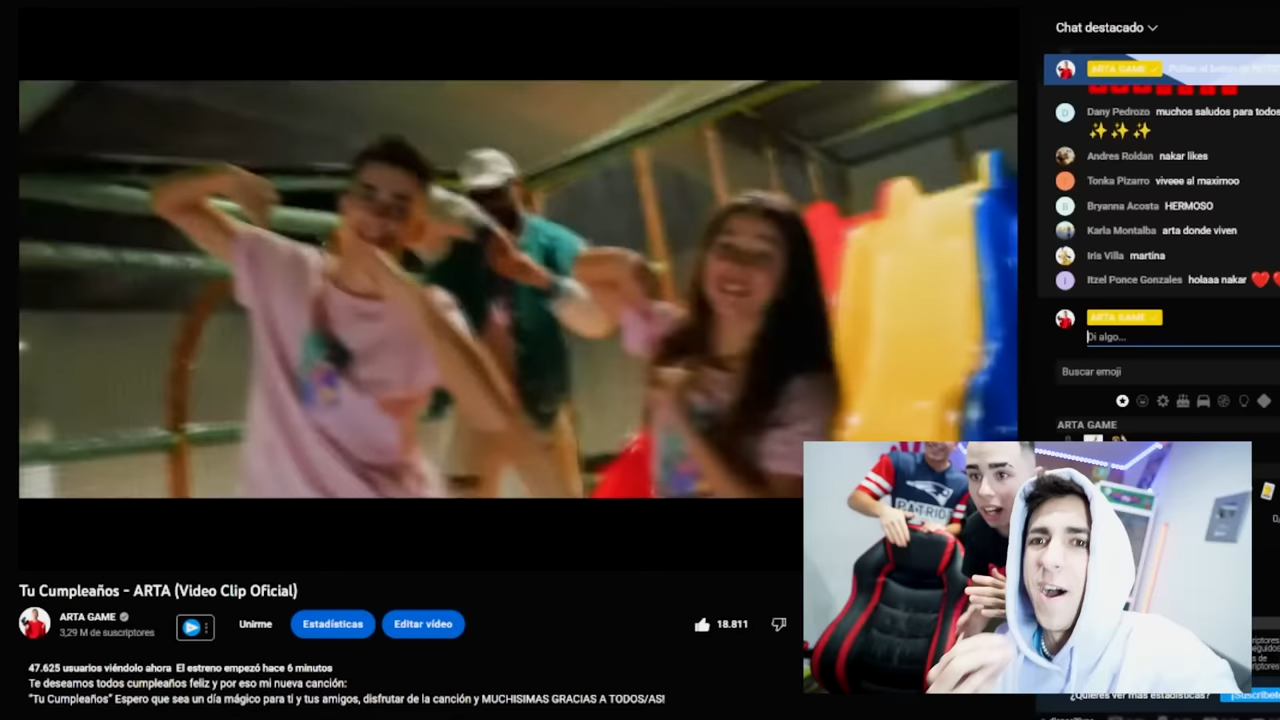 Chat destacado
ARTA GAME
Dany Pedrozo muchos saludos para todos
Andres Roldan nakar likes
Tonka Pizarro viveee al maximoo
Bryanna Acosta HERMOSO
Karla Montalba arta donde viven
Iris Villa martina
Itzel Ponce Gonzales holaaa nakar
ARTA GAME
Di algo...
Buscar emoji
ARTA GAME
PATRIO
Tu Cumpleaños - ARTA (Video Clip Oficial)
ARTA GAME
3,29 M de suscriptores
Unirme
Estadísticas
Editar vídeo
18.811
47.625 usuarios viéndolo ahora El estreno empezó hace 6 minutos
Te deseamos todos cumpleaños feliz y por eso mi nueva canción:
"Tu Cumpleaños" Espero que sea un día mágico para ti y tus amigos, disfrutar de la canción y MUCHISIMAS GRACIAS A TODOS/AS!
¿Quieres ver más estadísticas?